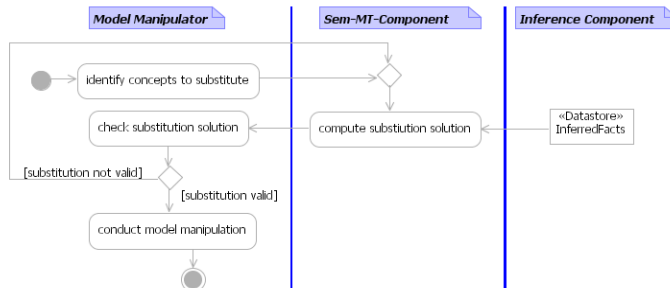 Model Manipulator
Sem-MT-Component
Inference Component
identify concepts to substitute
check substitution solution
compute substiution solution
«Datastore»
InferredFacts
[substitution not valid]
[substitution valid]
conduct model manipulation